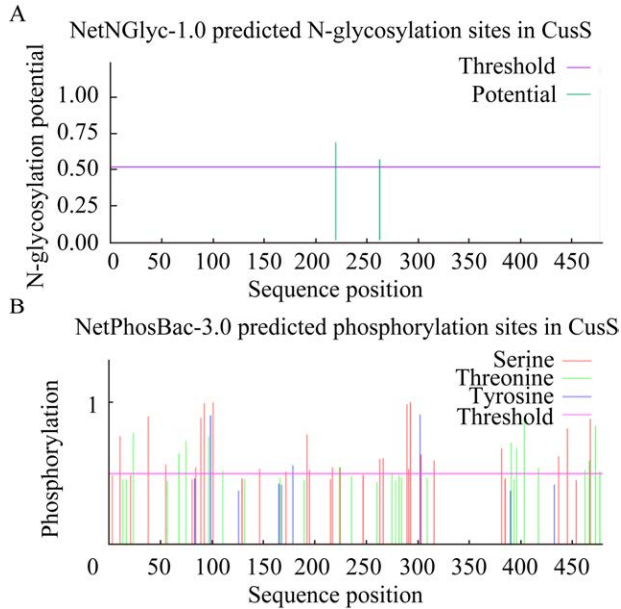 A
NetNGlyc-1.0 predicted N-glycosylation sites in CusS
N-glycosylation potential
Threshold
Potential
1.00
0.75
0.50
0.25
0.00
0 50 100 150 200 250 300 350 400 450
Sequence position
B
NetPhosBac-3.0 predicted phosphorylation sites in CusS
Phosphorylation
Serine
Threonine
Tyrosine
Threshold
1
0
0 50 100 150 200 250 300 350 400 450
Sequence position